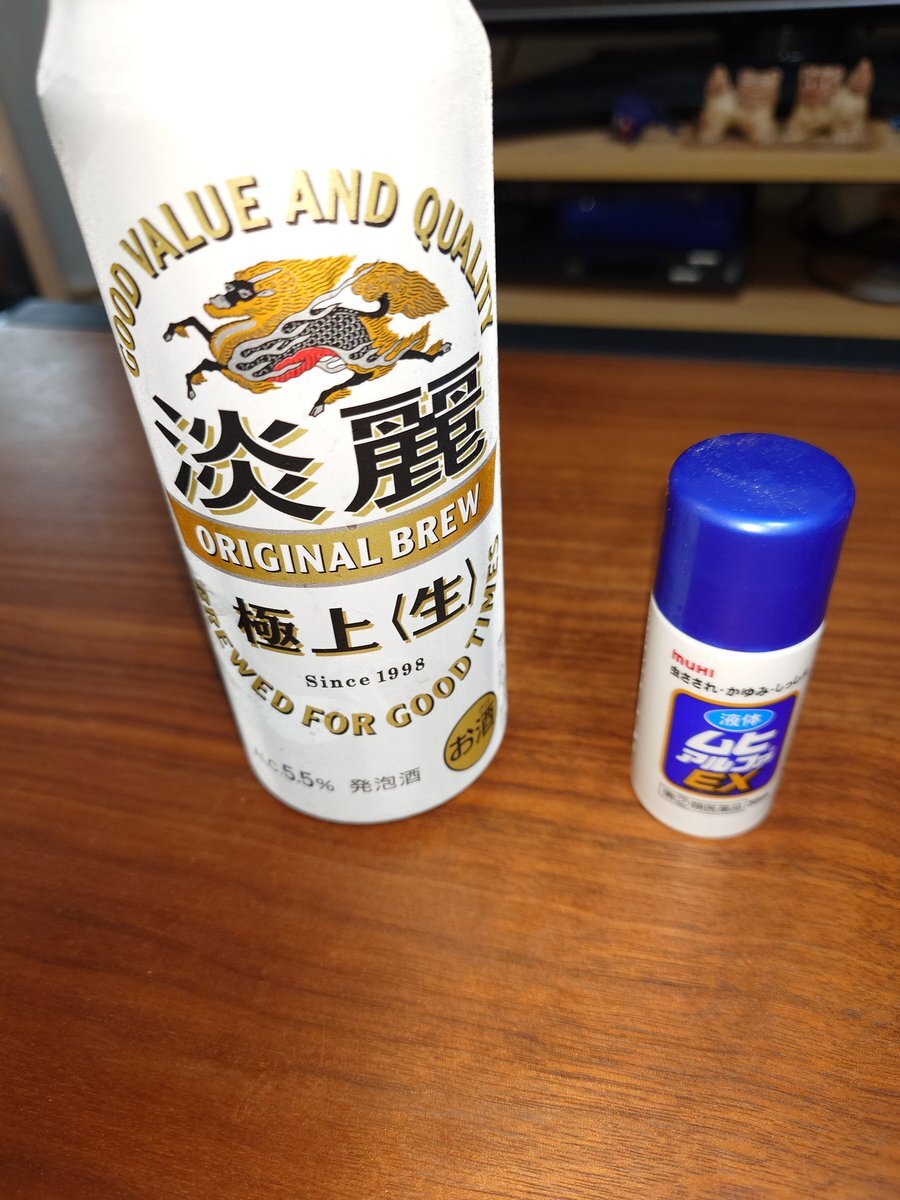 GOOD VALUE AND QUALITY
淡麗
ORIGINAL BREW
極上〈生〉
Since 1998
BREWED FOR GOOD TIMES
お酒
ALC.5.5% 発泡酒
muHI
虫さされ・かゆみ・しっしん
液体
ムヒ
アルファ
EX